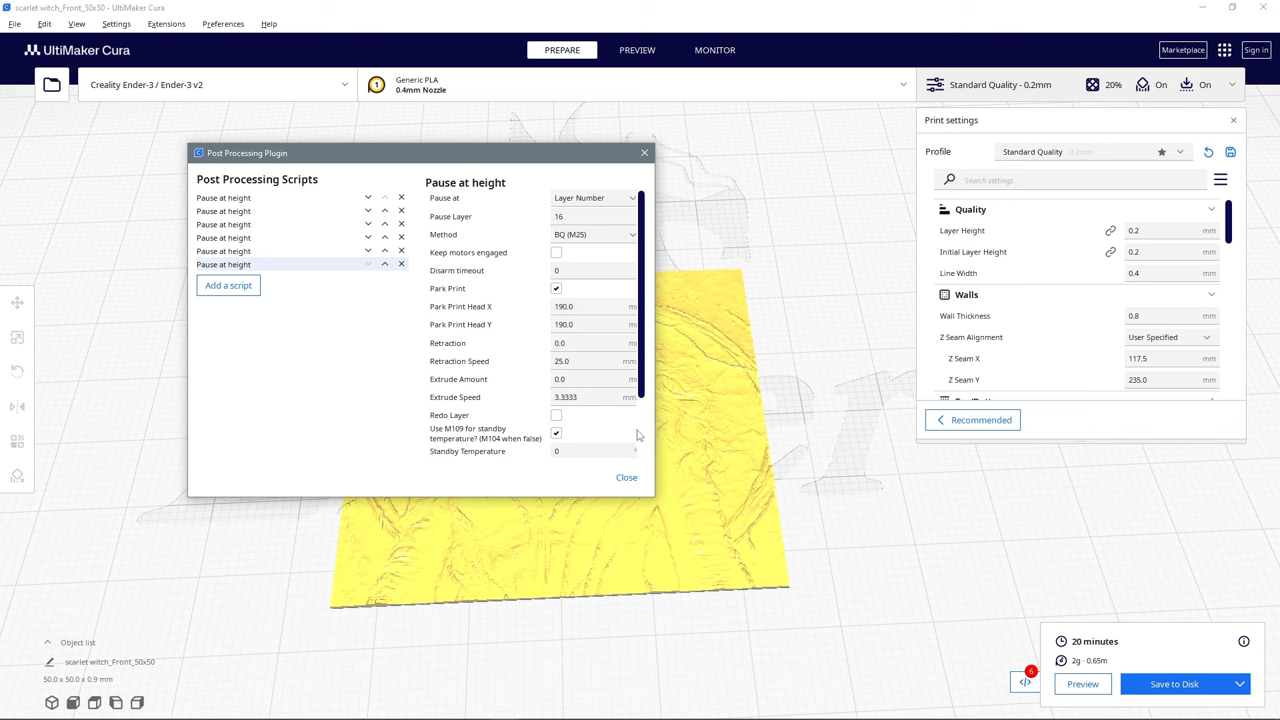 scarlet witch_Front_50x50 - UltiMaker Cura
File Edit View Settings Extensions Preferences Help
UltiMaker Cura
PREPARE PREVIEW MONITOR
Marketplace Sign in
Creality Ender-3 / Ender-3 v2
1 Generic PLA
0.4mm Nozzle
Standard Quality - 0.2mm 20% On On
Print settings
Profile Standard Quality - 0.2mm
Search settings
Quality
Layer Height 0.2 mm
Initial Layer Height 0.2 mm
Line Width 0.4 mm
Walls
Wall Thickness 0.8 mm
Z Seam Alignment User Specified
Z Seam X 117.5 mm
Z Seam Y 235.0 mm
Recommended
Post Processing Plugin
Post Processing Scripts
Pause at height
Pause at height
Pause at height
Pause at height
Pause at height
Pause at height
Add a script
Pause at height
Pause at Layer Number
Pause Layer 16
Method BQ (M25)
Keep motors engaged
Disarm timeout 0
Park Print
Park Print Head X 190.0
Park Print Head Y 190.0
Retraction 0.0
Retraction Speed 25.0 mm
Extrude Amount 0.0
Extrude Speed 3.3333 mm
Redo Layer
Use M109 for standby
temperature? (M104 when false)
Standby Temperature 0 °
Close
Object list
scarlet witch_Front_50x50
50.0 x 50.0 x 0.9 mm
6
20 minutes
2g · 0.65m
Preview Save to Disk